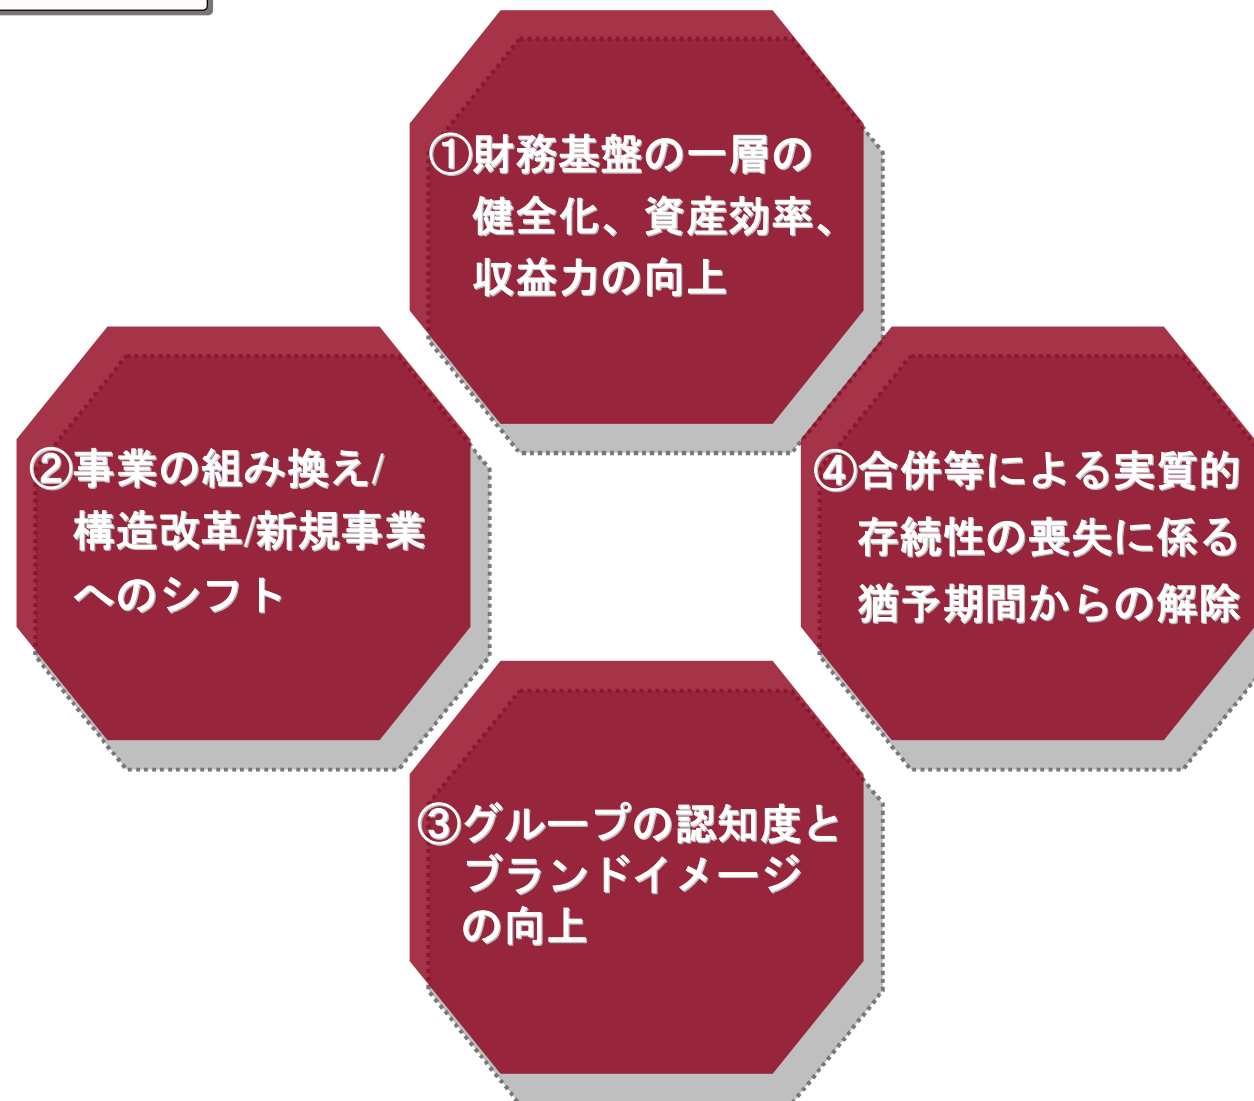 ①財務基盤の一層の
健全化、資産効率、
収益力の向上
②事業の組み換え/
構造改革/新規事業
へのシフト
③グループの認知度と
ブランドイメージ
の向上
④合併等による実質的
存続性の喪失に係る
猶予期間からの解除